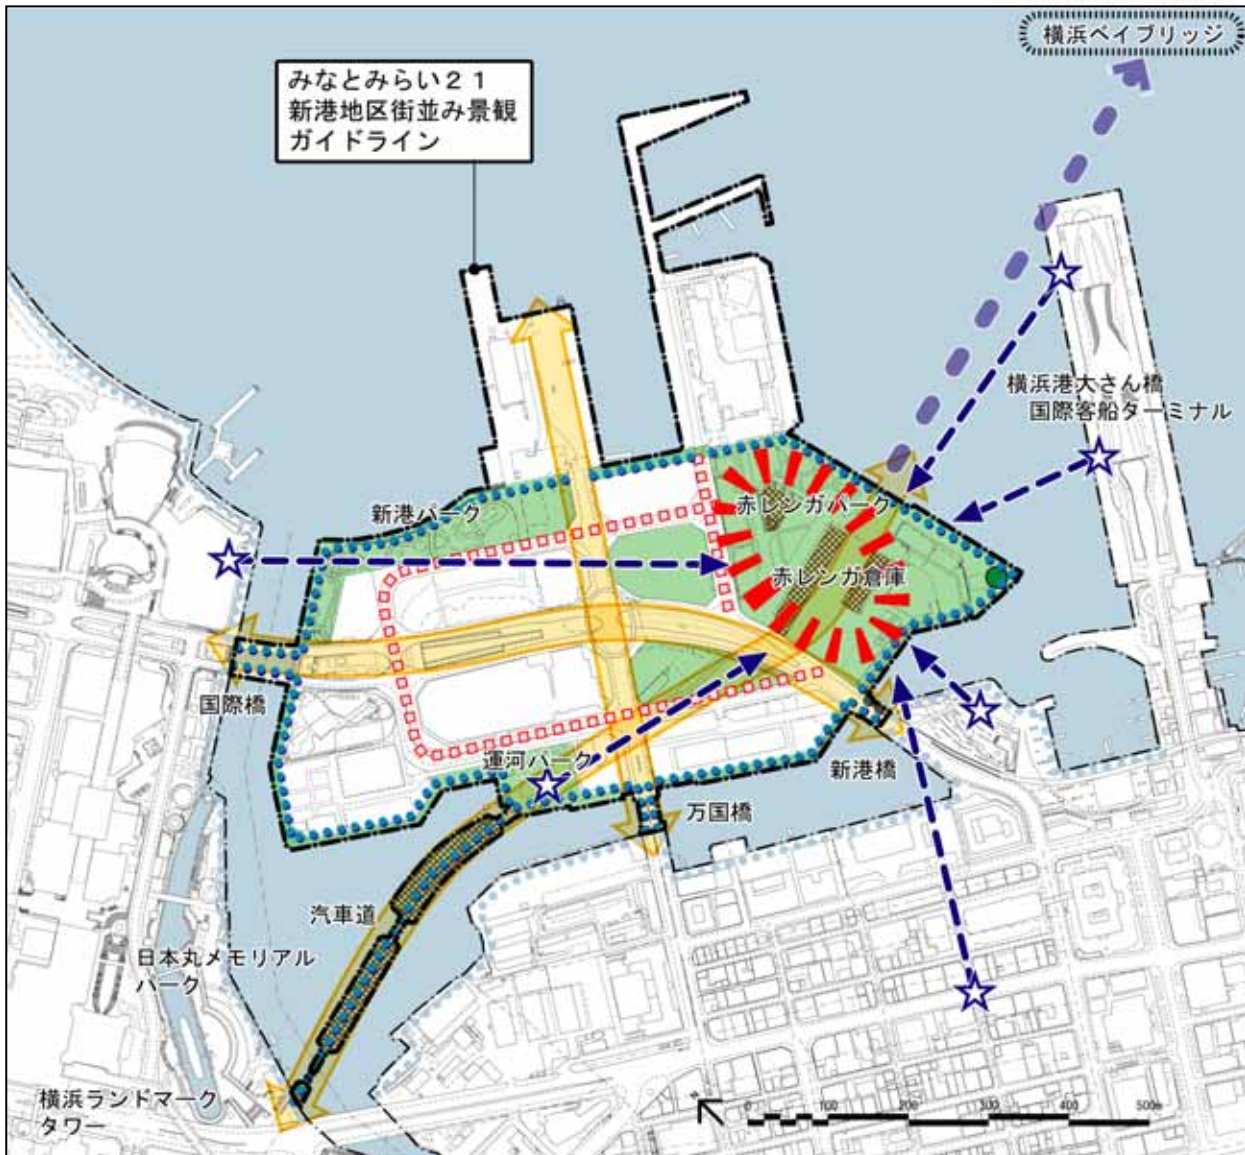 横浜ベイブリッジ
みなとみらい２１
新港地区街並み景観
ガイドライン
横浜港大さん橋
国際客船ターミナル
新港パーク
赤レンガパーク
赤レンガ倉庫
国際橋
運河パーク
新港橋
万国橋
汽車道
日本丸メモリアル
パーク
横浜ランドマーク
タワー
N
0 100 200 300 400 500m